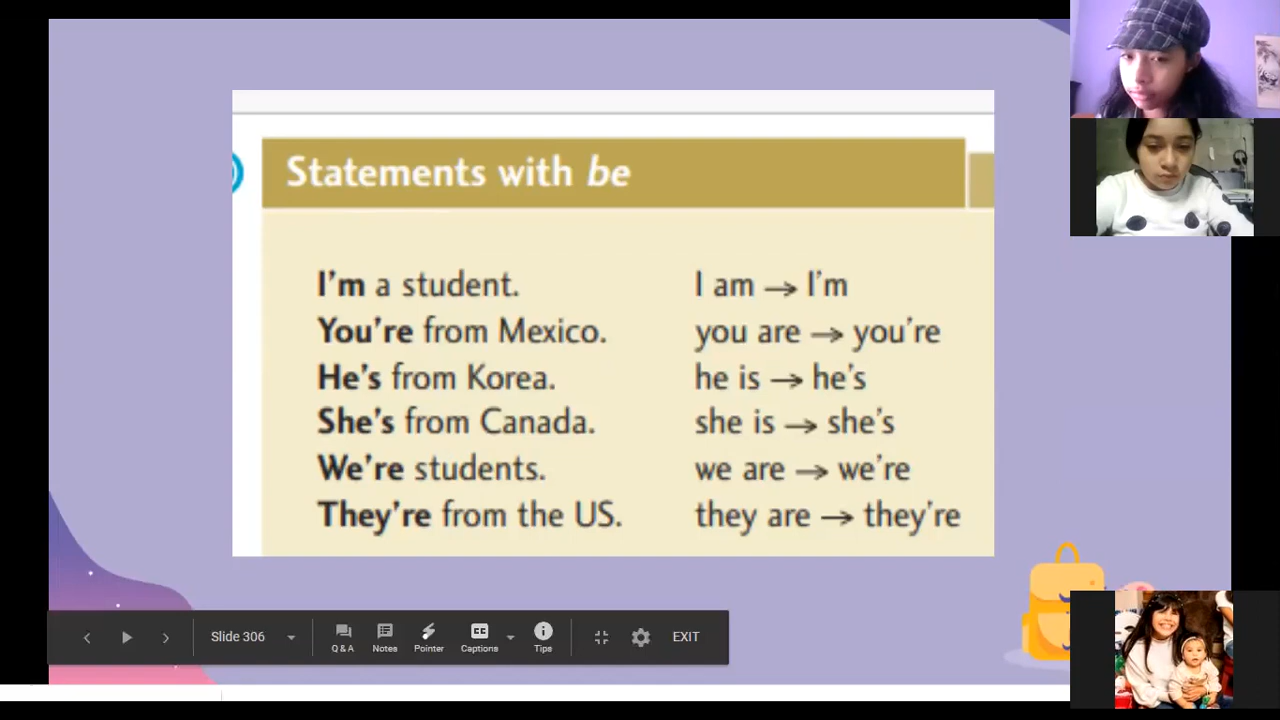 Statements with be
I'm a student. I am → I'm
You're from Mexico. you are → you're
He's from Korea. he is → he's
She's from Canada. she is → she's
We're students. we are → we're
They're from the US. they are → they're
Slide 306
Q & A Notes Pointer Captions Tips EXIT